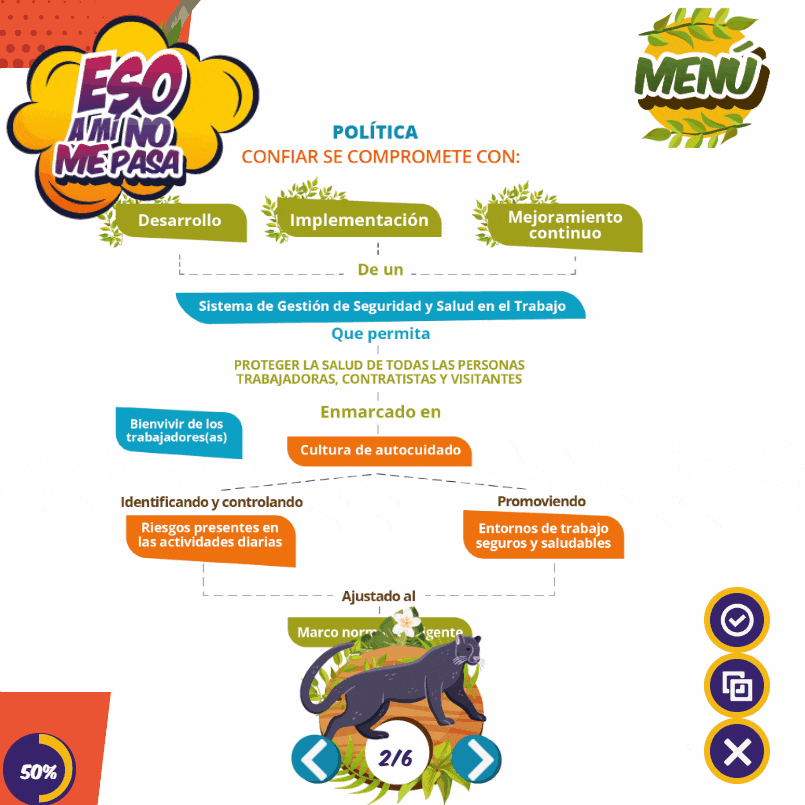 ESO
A MÍ NO
ME PASA
MENÚ
POLÍTICA
CONFIAR SE COMPROMETE CON:
Desarrollo
Implementación
Mejoramiento
continuo
De un
Sistema de Gestión de Seguridad y Salud en el Trabajo
Que permita
PROTEGER LA SALUD DE TODAS LAS PERSONAS
TRABAJADORAS, CONTRATISTAS Y VISITANTES
Enmarcado en
Bienvivir de los
trabajadores(as)
Cultura de autocuidado
Identificando y controlando
Promoviendo
Riesgos presentes en
las actividades diarias
Entornos de trabajo
seguros y saludables
Ajustado al
Marco
2/6
50%